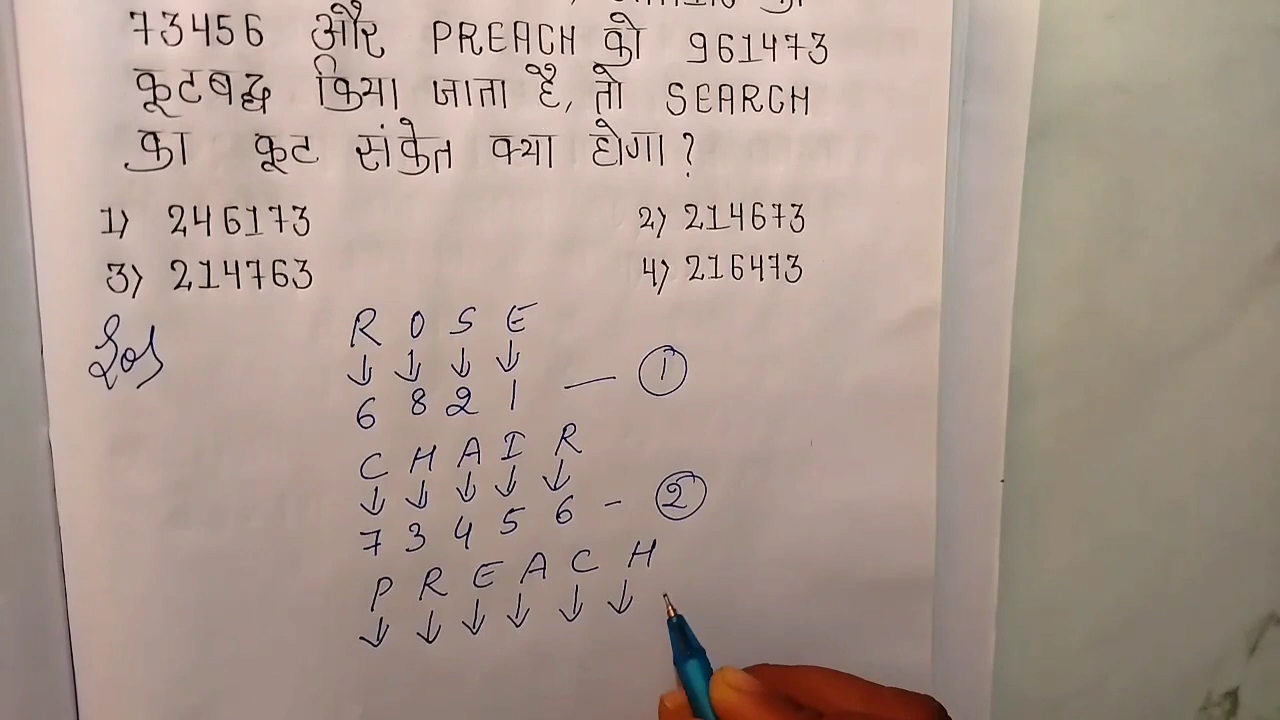 73456 और PREACH को 961473
कूटबद्ध किया जाता है, तो SEARCH
का कूट संकेत क्या होगा?
1) 246173 2) 214673
3) 214763 4) 216473
Sol
R O S E
↓ ↓ ↓ ↓ — ①
6 8 2 1
C H A I R
↓ ↓ ↓ ↓ ↓
7 3 4 5 6 - ②
P R E A C H
↓ ↓ ↓ ↓ ↓ ↓